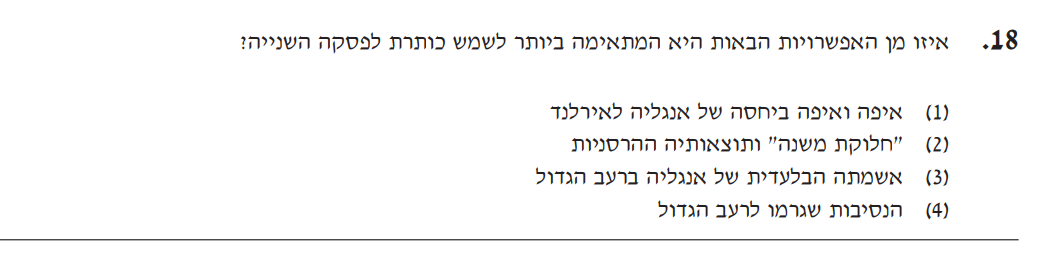 18. איזו מן האפשרויות הבאות היא המתאימה ביותר לשמש כותרת לפסקה השנייה?
(1) איפה ואיפה ביחסה של אנגליה לאירלנד
(2) "חלוקת משנה" ותוצאותיה ההרסניות
(3) אשמתה הבלעדית של אנגליה ברעב הגדול
(4) הנסיבות שגרמו לרעב הגדול